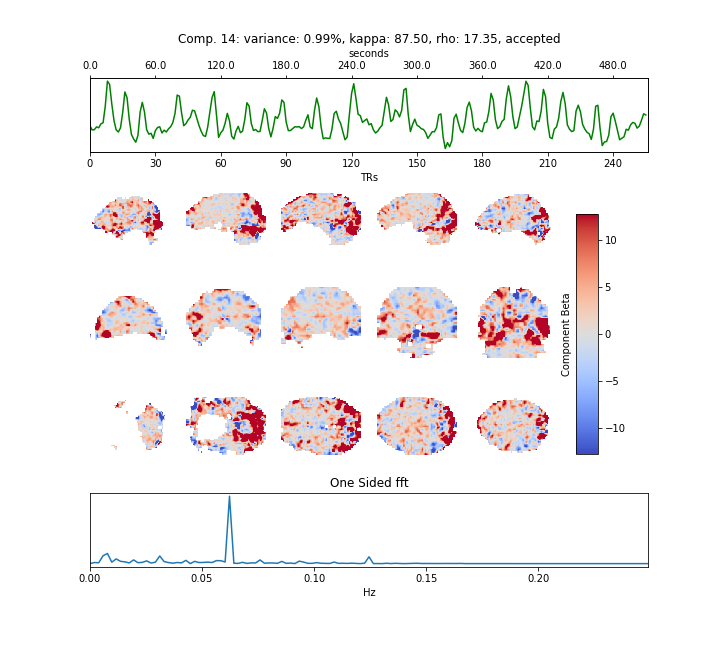 Comp. 14: variance: 0.99%, kappa: 87.50, rho: 17.35, accepted
seconds
0.0 60.0 120.0 180.0 240.0 300.0 360.0 420.0 480.0
0 30 60 90 120 150 180 210 240
TRs
10
5
0
−5
−10
Component Beta
One Sided fft
0.00 0.05 0.10 0.15 0.20
Hz